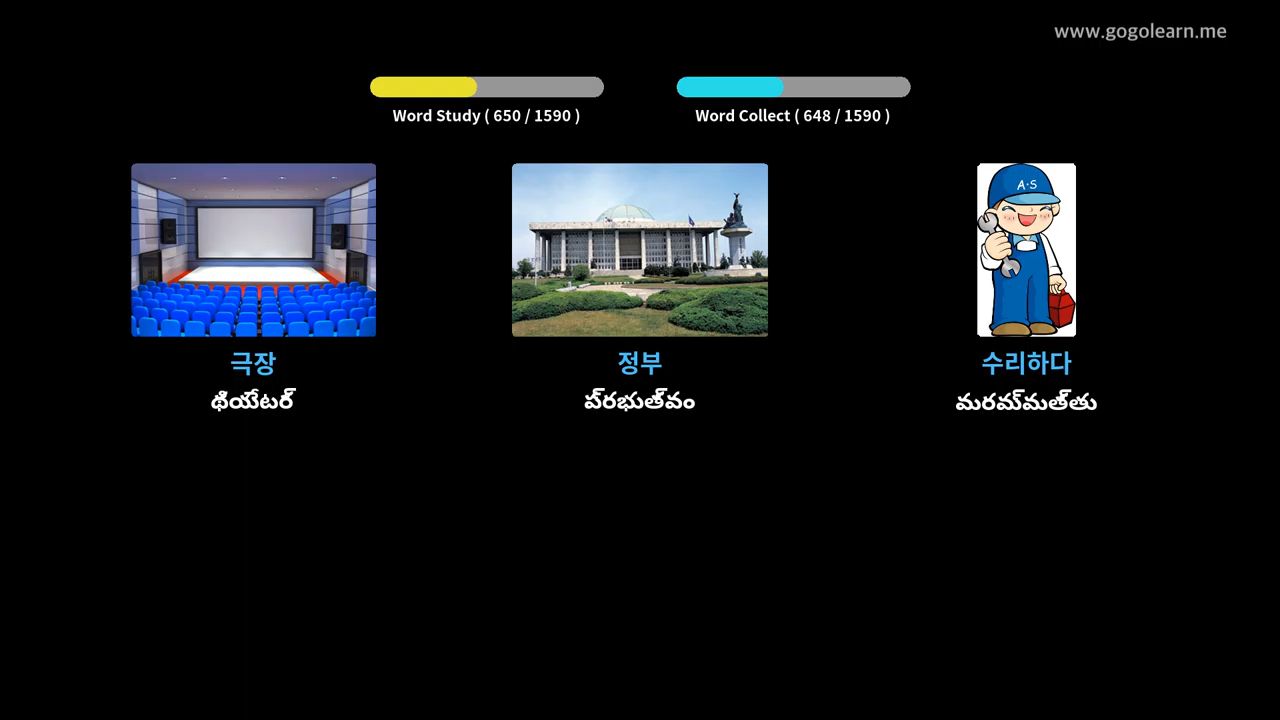 www.gogolearn.me
Word Study ( 650 / 1590 )
Word Collect ( 648 / 1590 )
A·S
극장
정부
수리하다
థియేటర్
ప్రభుత్వం
మరమ్మత్తు